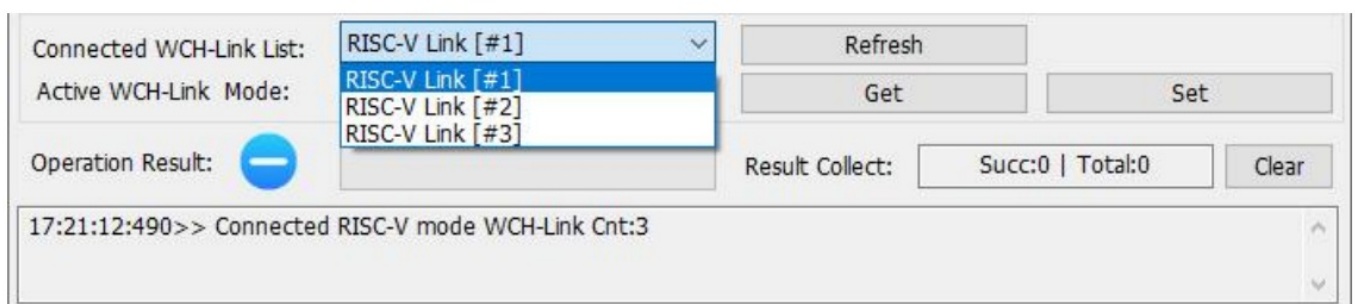 Connected WCH-Link List: RISC-V Link [#1] Refresh
RISC-V Link [#1]
Active WCH-Link Mode: Get Set
RISC-V Link [#2]
RISC-V Link [#3]
Operation Result: Result Collect: Succ:0 | Total:0 Clear
17:21:12:490>> Connected RISC-V mode WCH-Link Cnt:3